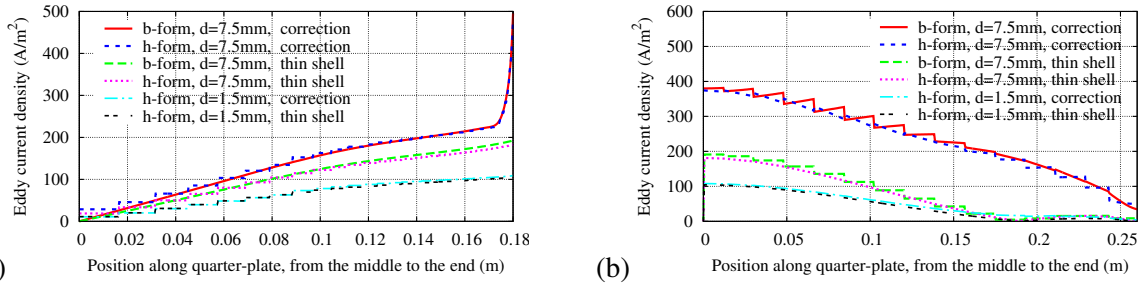 Eddy current density (A/m2)
500
400
300
200
100
0
b-form, d=7.5mm, correction
h-form, d=7.5mm, correction
b-form, d=7.5mm, thin shell
h-form, d=7.5mm, thin shell
h-form, d=1.5mm, correction
h-form, d=1.5mm, thin shell
0 0.02 0.04 0.06 0.08 0.1 0.12 0.14 0.16 0.18
Position along quarter-plate, from the middle to the end (m)
)
(b)
Eddy current density (A/m2)
600
500
400
300
200
100
0
b-form, d=7.5mm, correction
h-form, d=7.5mm, correction
b-form, d=7.5mm, thin shell
h-form, d=7.5mm, thin shell
h-form, d=1.5mm, correction
h-form, d=1.5mm, thin shell
0 0.05 0.1 0.15 0.2 0.25
Position along quarter-plate, from the middle to the end (m)